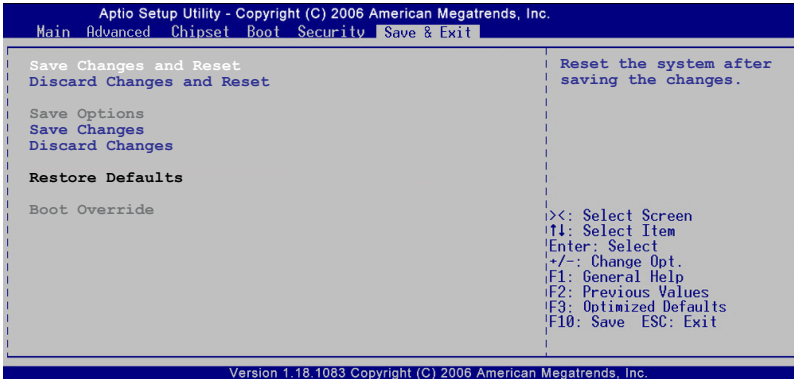 Aptio Setup Utility - Copyright (C) 2006 American Megatrends, Inc.
Main Advanced Chipset Boot Security Save & Exit
Save Changes and Reset
Discard Changes and Reset
Save Options
Save Changes
Discard Changes
Restore Defaults
Boot Override
Reset the system after
saving the changes.
><: Select Screen
↑↓: Select Item
Enter: Select
+/-: Change Opt.
F1: General Help
F2: Previous Values
F3: Optimized Defaults
F10: Save ESC: Exit
Version 1.18.1083 Copyright (C) 2006 American Megatrends, Inc.